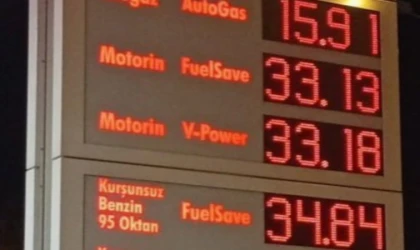 AutoGas 15.91
Motorin FuelSave 33.13
Motorin V-Power 33.18
Kurşunsuz
Benzin FuelSave 34.84
95 Oktan